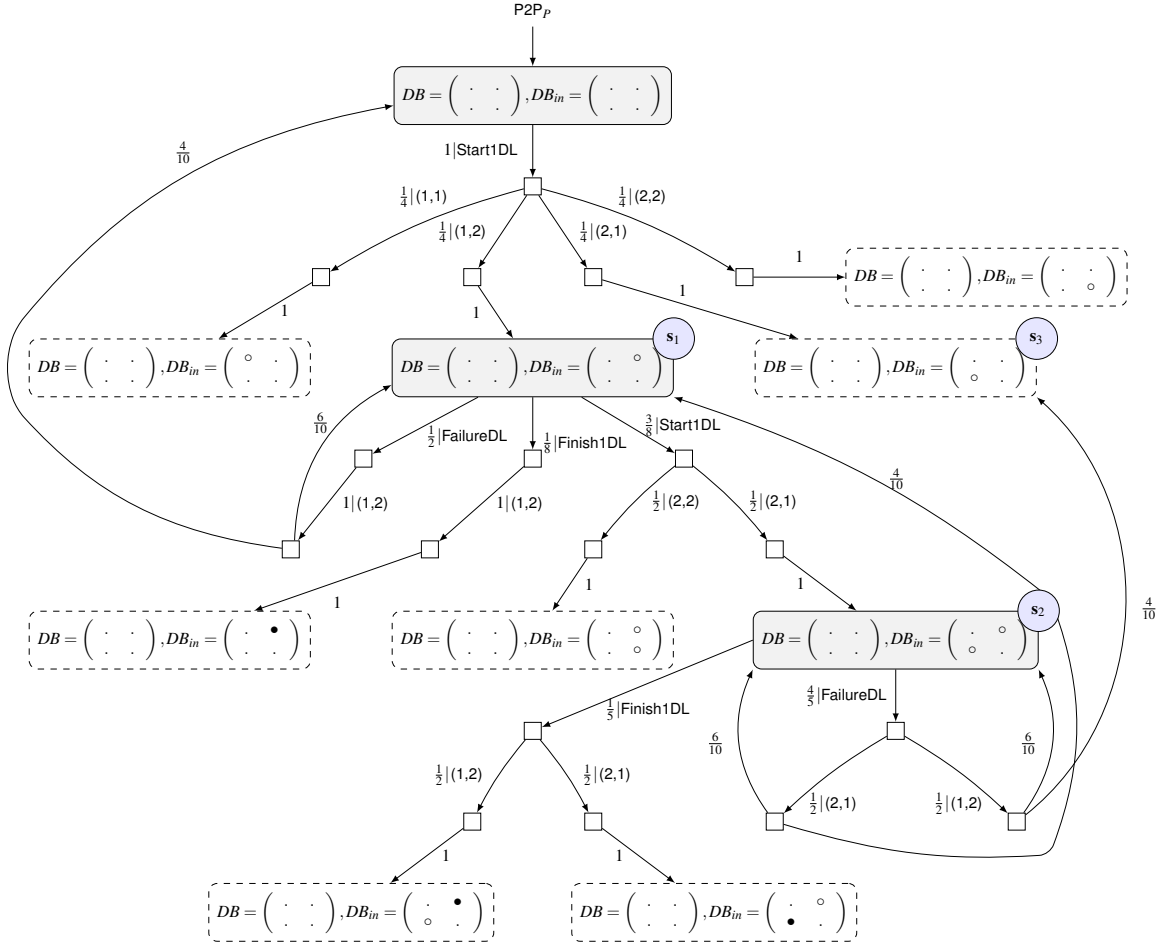 P2P_P
DB = ( · · / · · ) , DB_in = ( · · / · · )
4/10
1|Start1DL
1/4|(1,1)
1/4|(1,2)
1/4|(2,1)
1/4|(2,2)
1
DB = ( · · / · · ) , DB_in = ( · · / · ○ )
1
1
1
s_1
s_3
DB = ( · · / · · ) , DB_in = ( ○ · / · · )
DB = ( · · / · · ) , DB_in = ( · ○ / · · )
DB = ( · · / · · ) , DB_in = ( · · / ○ · )
6/10
1/2|FailureDL
1/8|Finish1DL
3/8|Start1DL
4/10
1|(1,2)
1|(1,2)
1/2|(2,2)
1/2|(2,1)
1
1
1
4/10
s_2
DB = ( · · / · · ) , DB_in = ( · ● / · · )
DB = ( · · / · · ) , DB_in = ( · ○ / · ○ )
DB = ( · · / · · ) , DB_in = ( · ○ / ○ · )
1/5|Finish1DL
4/5|FailureDL
6/10
6/10
1/2|(1,2)
1/2|(2,1)
1/2|(2,1)
1/2|(1,2)
1
1
DB = ( · · / · · ) , DB_in = ( · ● / ○ · )
DB = ( · · / · · ) , DB_in = ( · ○ / ● · )